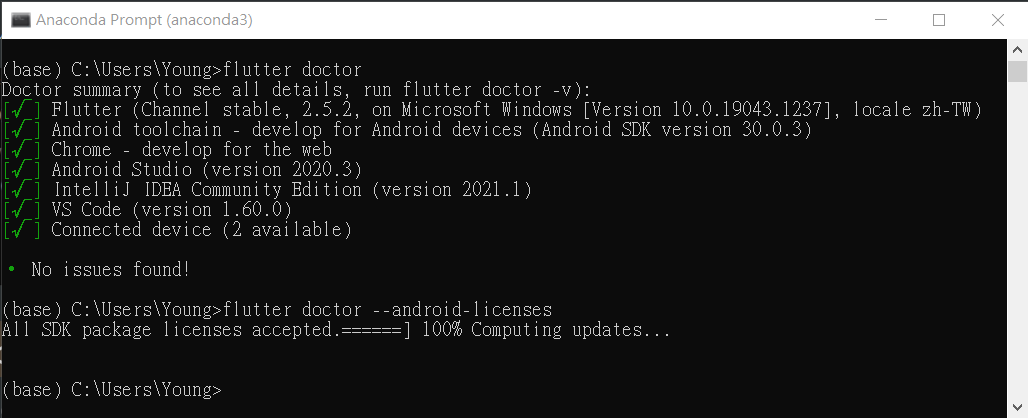 Anaconda Prompt (anaconda3)
(base) C:\Users\Young>flutter doctor
Doctor summary (to see all details, run flutter doctor -v):
[√] Flutter (Channel stable, 2.5.2, on Microsoft Windows [Version 10.0.19043.1237], locale zh-TW)
[√] Android toolchain - develop for Android devices (Android SDK version 30.0.3)
[√] Chrome - develop for the web
[√] Android Studio (version 2020.3)
[√] IntelliJ IDEA Community Edition (version 2021.1)
[√] VS Code (version 1.60.0)
[√] Connected device (2 available)
• No issues found!
(base) C:\Users\Young>flutter doctor --android-licenses
All SDK package licenses accepted.======] 100% Computing updates...
(base) C:\Users\Young>